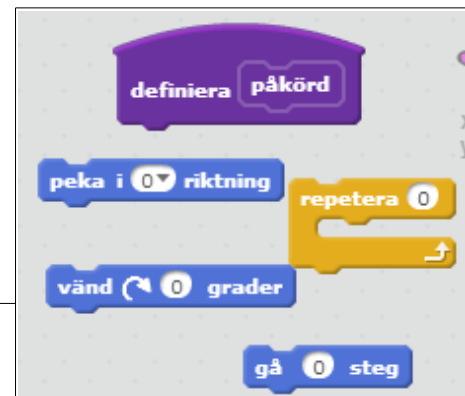 definiera påkörd
peka i 0 riktning
repetera 0
vänd 0 grader
gå 0 steg